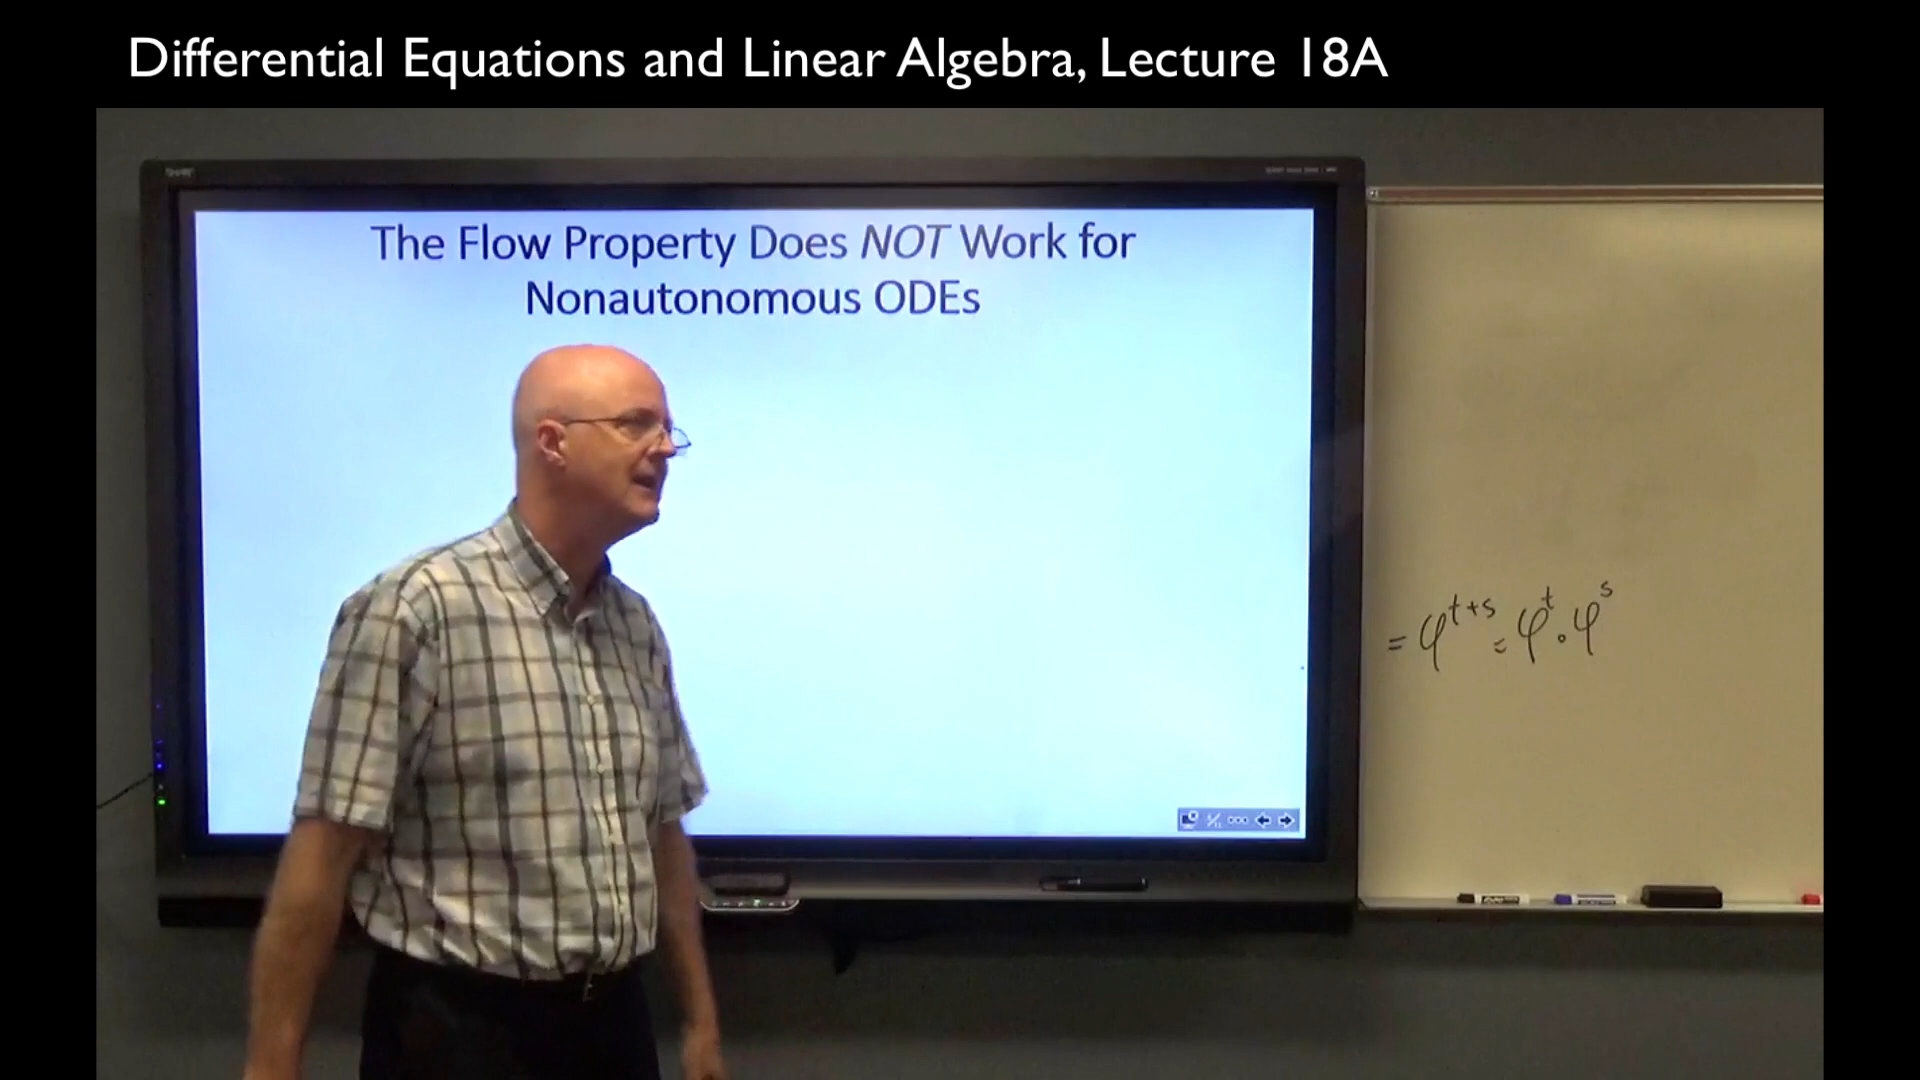 Differential Equations and Linear Algebra, Lecture 18A
The Flow Property Does NOT Work for
Nonautonomous ODEs
= φ^{t+s} = φ^t ∘ φ^s